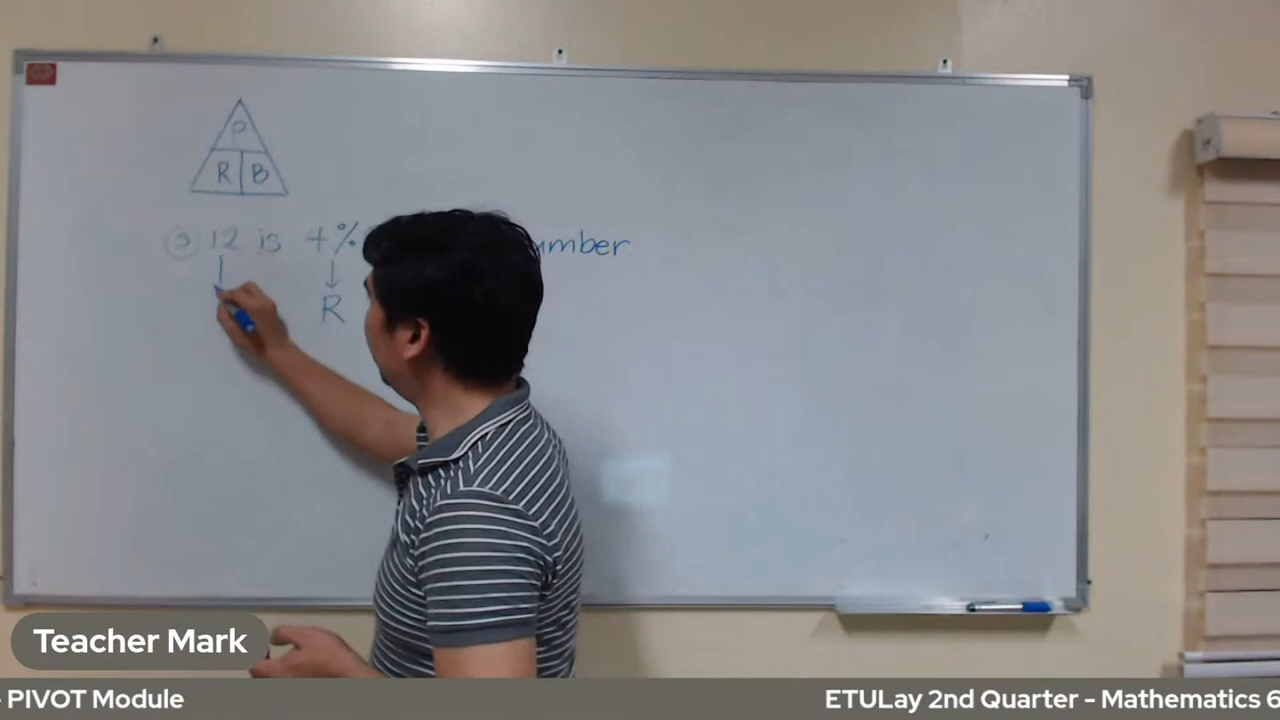 P
R B
3 12 is 4% umber
R
Teacher Mark
- PIVOT Module
ETULay 2nd Quarter - Mathematics 6